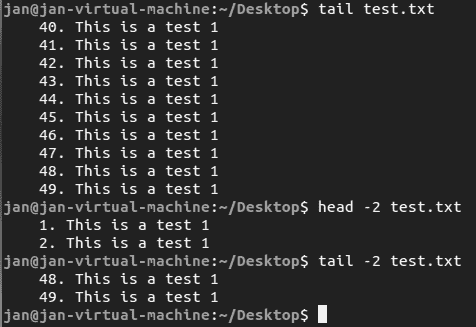 jan@jan-virtual-machine:~/Desktop$ tail test.txt
40. This is a test 1
41. This is a test 1
42. This is a test 1
43. This is a test 1
44. This is a test 1
45. This is a test 1
46. This is a test 1
47. This is a test 1
48. This is a test 1
49. This is a test 1
jan@jan-virtual-machine:~/Desktop$ head -2 test.txt
1. This is a test 1
2. This is a test 1
jan@jan-virtual-machine:~/Desktop$ tail -2 test.txt
48. This is a test 1
49. This is a test 1
jan@jan-virtual-machine:~/Desktop$